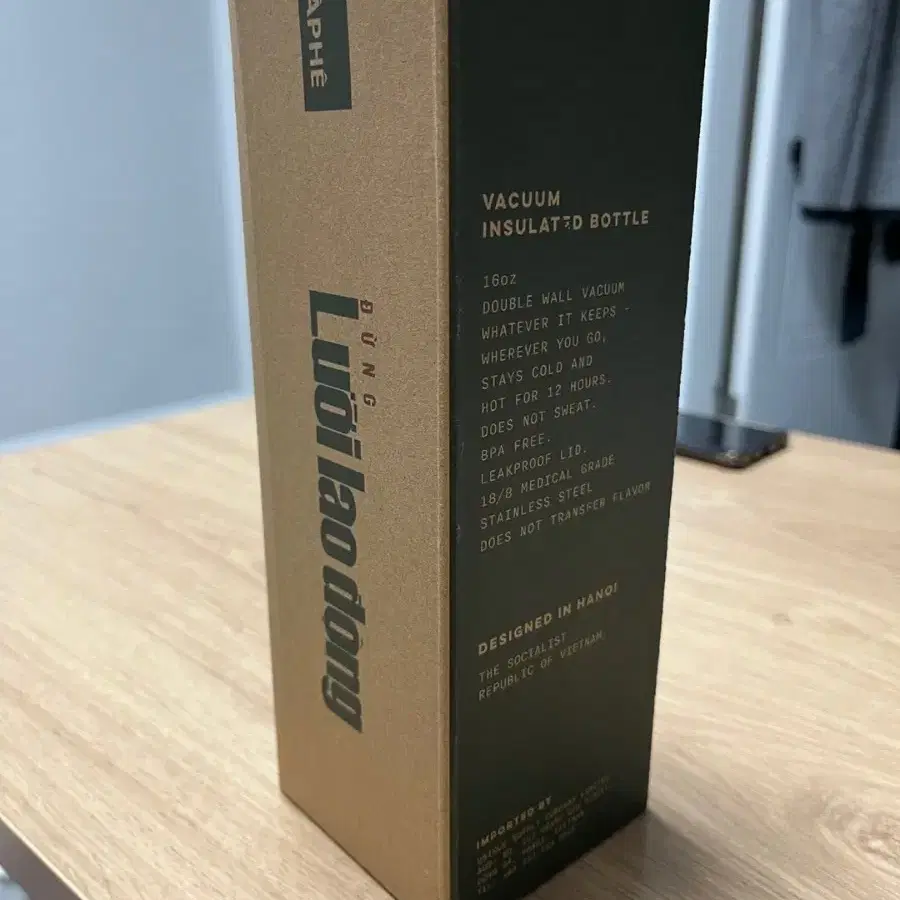 APHÊ
ĐỪNG
Lười lao động
VACUUM
INSULATED BOTTLE
16oz
DOUBLE WALL VACUUM
WHATEVER IT KEEPS -
WHEREVER YOU GO,
STAYS COLD AND
HOT FOR 12 HOURS.
DOES NOT SWEAT.
BPA FREE.
LEAKPROOF LID.
18/8 MEDICAL GRADE
STAINLESS STEEL
DOES NOT TRANSFER FLAVOR
DESIGNED IN HANOI
THE SOCIALIST
REPUBLIC OF VIETNAM
IMPORTED BY